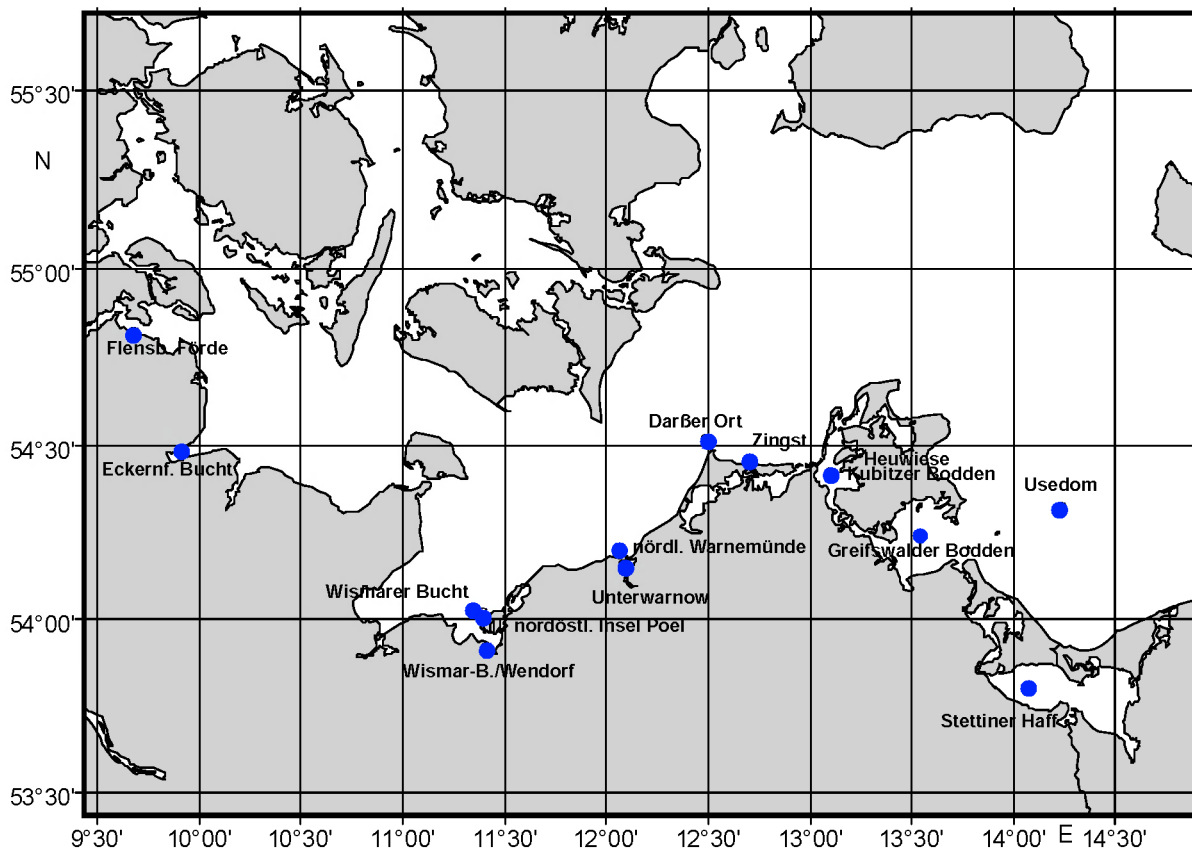 55°30'
N
55°00'
Flensb. Förde
Darßer Ort
Zingst
54°30'
Heuwiese
Eckernf. Bucht
Kubitzer Bodden
Usedom
nördl. Warnemünde
Greifswalder Bodden
Wismarer Bucht
Unterwarnow
54°00'
nordöstl. Insel Poel
Wismar-B./Wendorf
Stettiner Haff
53°30'
9°30' 10°00' 10°30' 11°00' 11°30' 12°00' 12°30' 13°00' 13°30' 14°00' E 14°30'